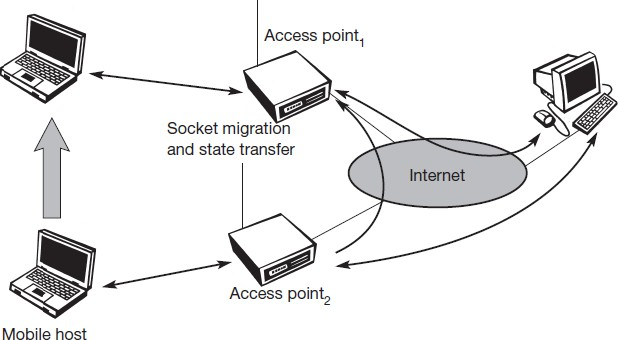 Access point1
Socket migration
and state transfer
Internet
Access point2
Mobile host